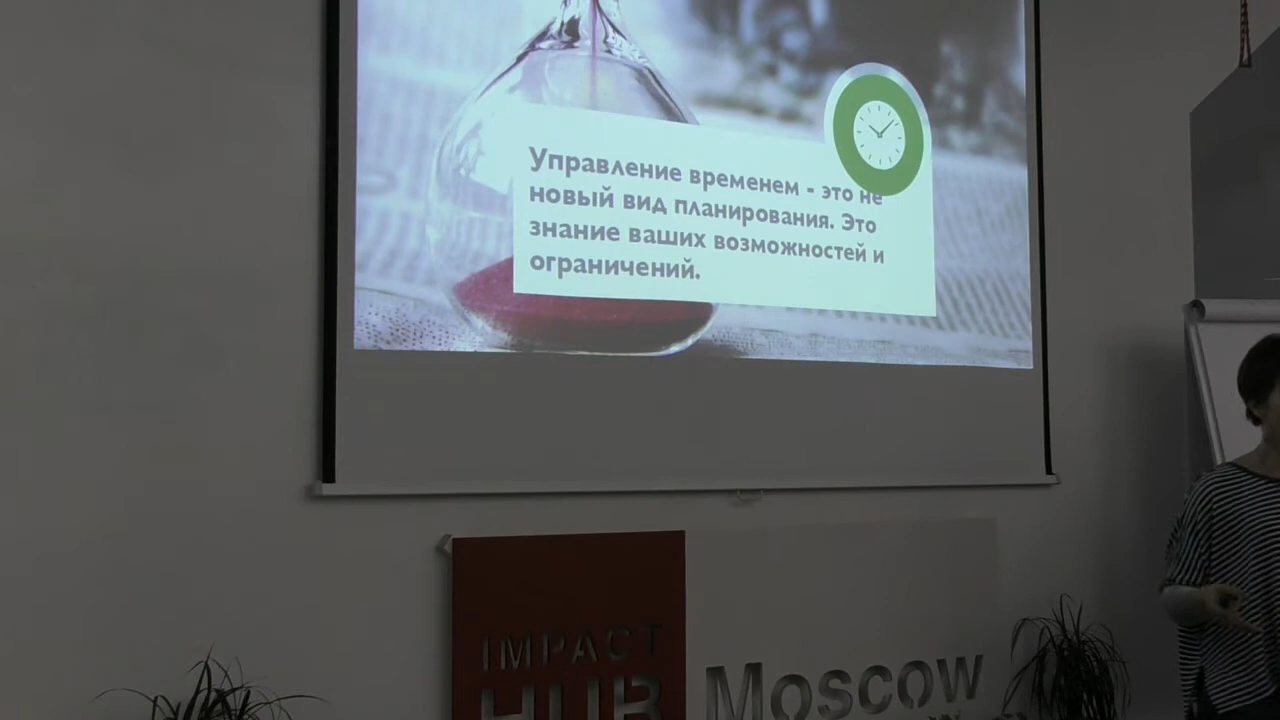 Управление временем - это не
новый вид планирования. Это
знание ваших возможностей и
ограничений.
IMPACT
HUB
Moscow